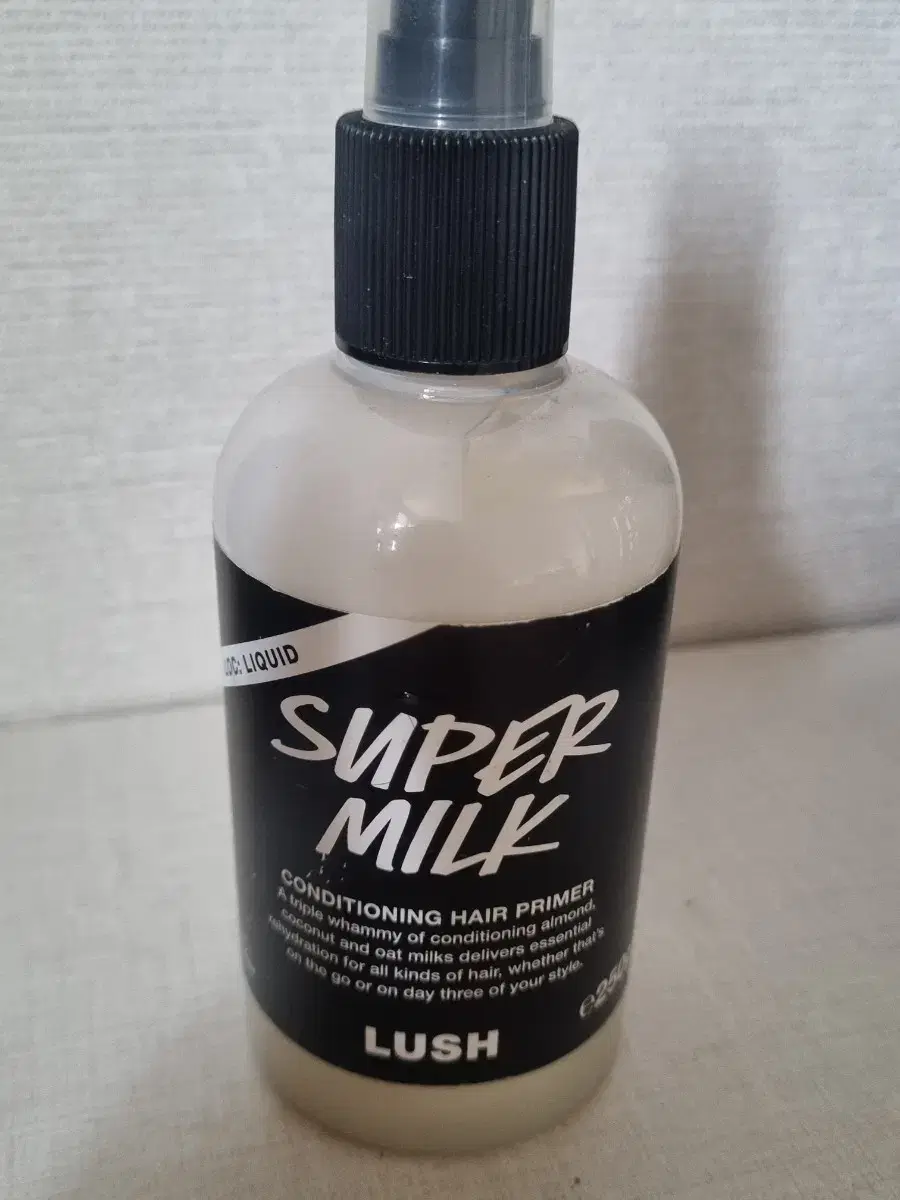 LIQUID
SUPER
MILK
CONDITIONING HAIR PRIMER
A triple whammy of conditioning almond,
coconut and oat milks delivers essential
rehydration for all kinds of hair, whether that's
on the go or on day three of your style.
LUSH